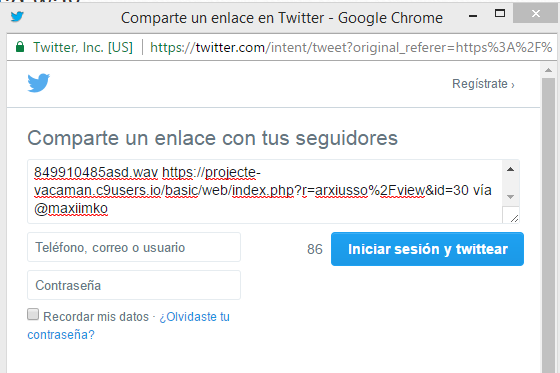 Comparte un enlace en Twitter - Google Chrome
Twitter, Inc. [US] https://twitter.com/intent/tweet?original_referer=https%3A%2F%
Regístrate ›
Comparte un enlace con tus seguidores
849910485asd.wav https://projecte-
vacaman.c9users.io/basic/web/index.php?r=arxiusso%2Fview&id=30 vía
@maxiimko
Teléfono, correo o usuario
86 Iniciar sesión y twittear
Contraseña
Recordar mis datos · ¿Olvidaste tu
contraseña?